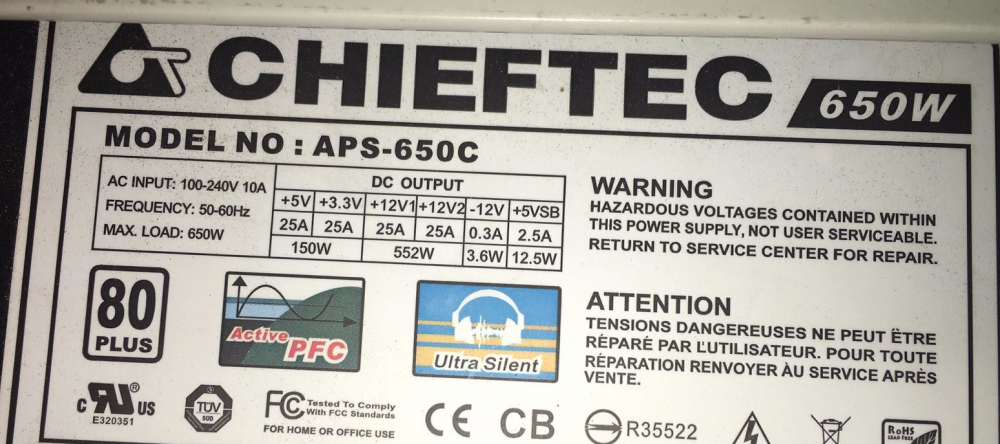 CHIEFTEC
650W
MODEL NO : APS-650C
AC INPUT: 100-240V 10A
FREQUENCY: 50-60Hz
MAX. LOAD: 650W
DC OUTPUT
+5V +3.3V +12V1 +12V2 -12V +5VSB
25A 25A 25A 25A 0.3A 2.5A
150W 552W 3.6W 12.5W
WARNING
HAZARDOUS VOLTAGES CONTAINED WITHIN
THIS POWER SUPPLY, NOT USER SERVICEABLE.
RETURN TO SERVICE CENTER FOR REPAIR.
ATTENTION
TENSIONS DANGEREUSES NE PEUT ÊTRE
RÉPARÉ PAR L'UTILISATEUR. POUR TOUTE
RÉPARATION RENVOYER ÀU SERVICE APRÈS
VENTE.
80
PLUS
Active
PFC
Ultra Silent
c RU® US
E320351
TÜV
SÜD
FC Tested To Comply
With FCC Standards
FOR HOME OR OFFICE USE
CE
CB
R35522
RoHS
LEAD FREE